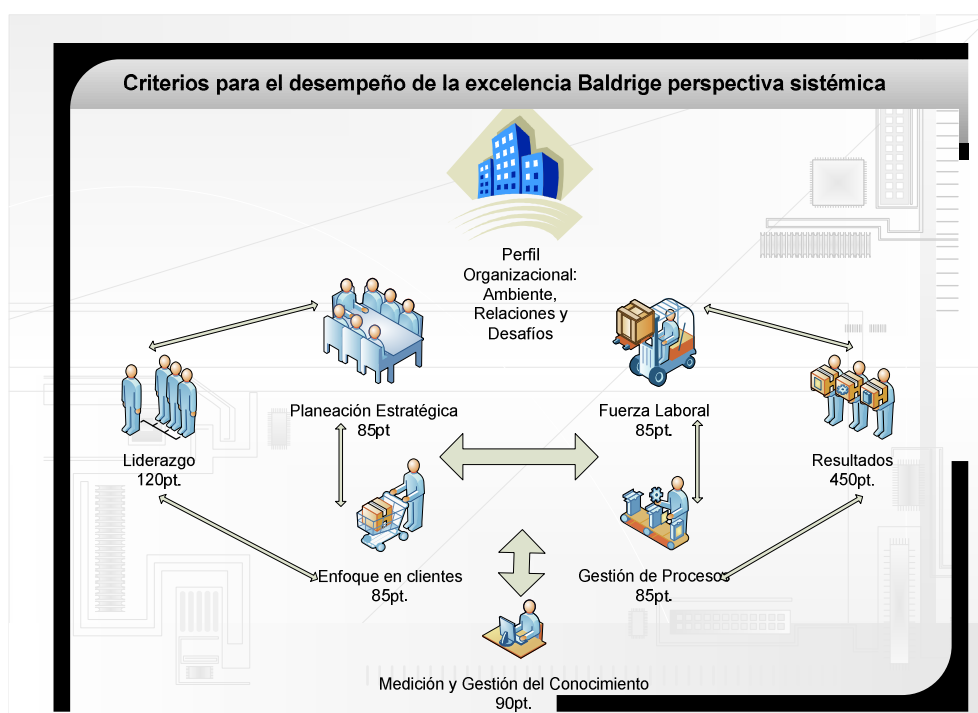 Criterios para el desempeño de la excelencia Baldrige perspectiva sistémica
Perfil
Organizacional:
Ambiente,
Relaciones y
Desafíos
Planeación Estratégica
85pt
Fuerza Laboral
85pt.
Liderazgo
120pt.
Resultados
450pt.
Enfoque en clientes
85pt.
Gestión de Procesos
85pt.
Medición y Gestión del Conocimiento
90pt.